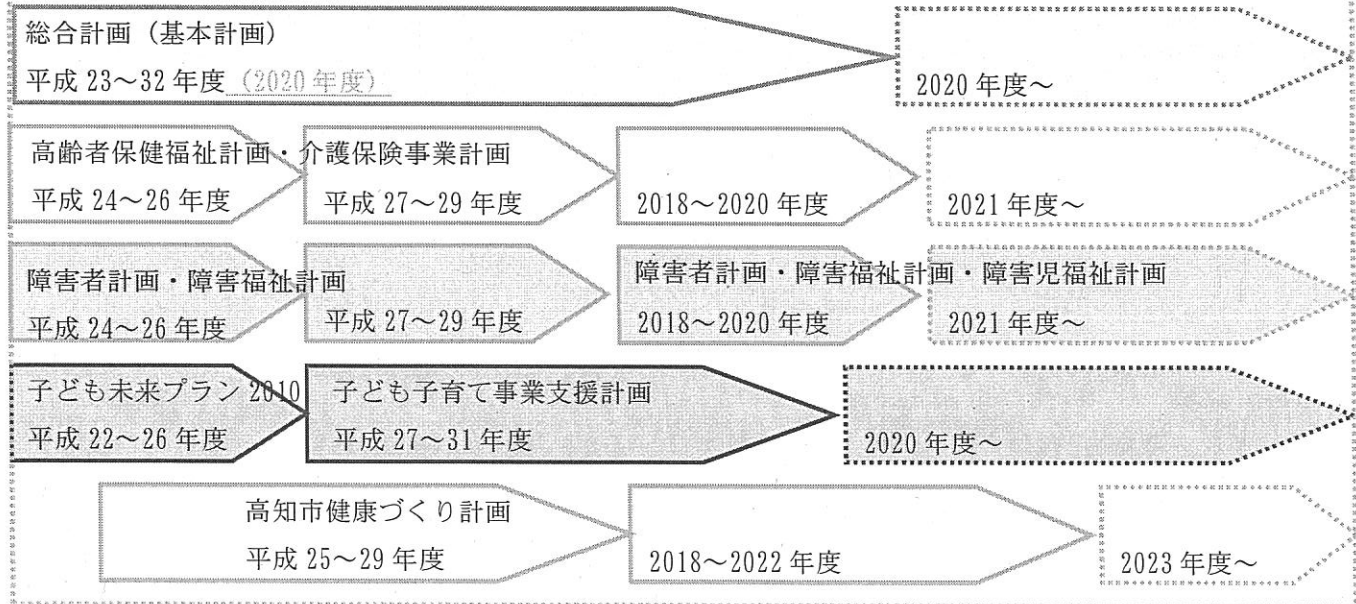 総合計画(基本計画)
平成23~32年度(2020年度)
2020年度~
高齢者保健福祉計画・介護保険事業計画
平成24~26年度
平成27~29年度
2018~2020年度
2021年度~
障害者計画・障害福祉計画
障害者計画・障害福祉計画・障害児福祉計画
平成24~26年度
平成27~29年度
2018~2020年度
2021年度~
子ども未来プラン2010
子ども子育て事業支援計画
平成22~26年度
平成27~31年度
2020年度~
高知市健康づくり計画
平成25~29年度
2018~2022年度
2023年度~